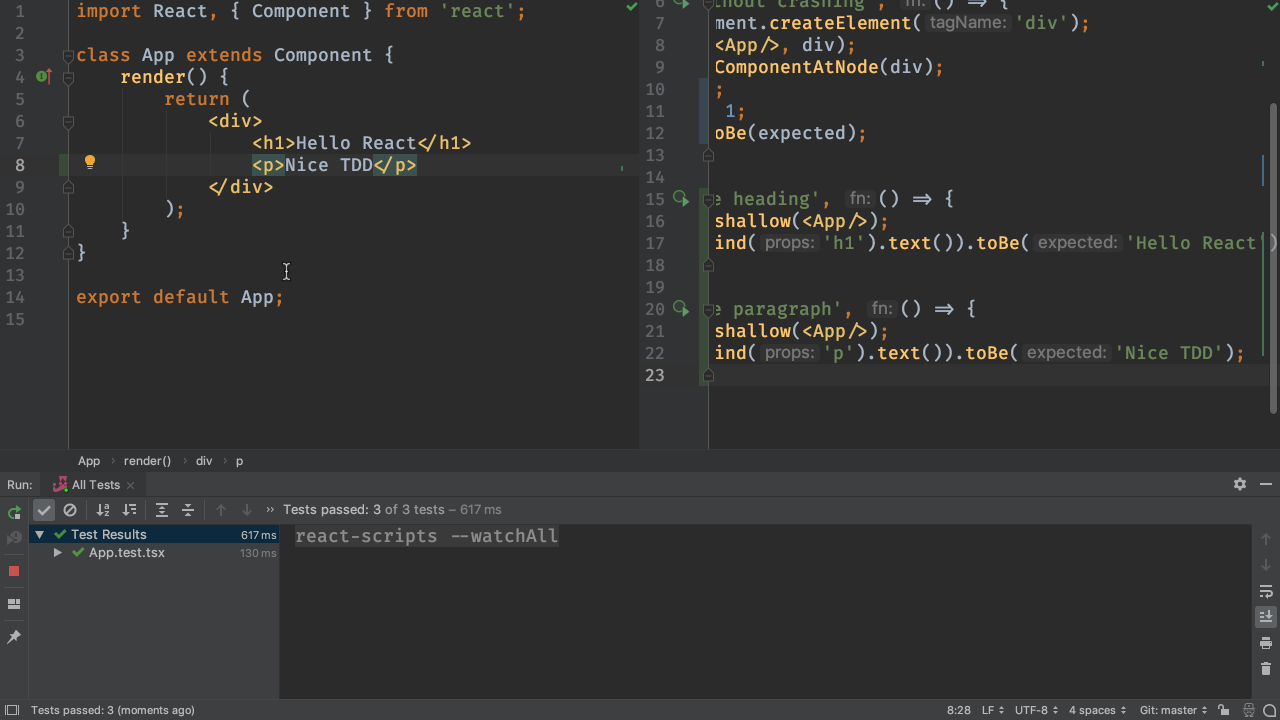 1 import React, { Component } from 'react';
2
3 class App extends Component {
4 render() {
5 return (
6 <div>
7 <h1>Hello React</h1>
8 <p>Nice TDD</p>
9 </div>
10 );
11 }
12 }
13
14 export default App;
15
6 hout crashing', fn: () => {
7 ment.createElement( tagName: 'div');
8 <App/>, div);
9 ComponentAtNode(div);
10 ;
11 1;
12 oBe(expected);
13
14
15 e heading', fn: () => {
16 shallow(<App/>);
17 ind( props: 'h1').text()).toBe( expected: 'Hello React')
18
19
20 e paragraph', fn: () => {
21 shallow(<App/>);
22 ind( props: 'p').text()).toBe( expected: 'Nice TDD');
23
App › render() › div › p
Run: All Tests ×
Tests passed: 3 of 3 tests – 617 ms
Test Results 617 ms
App.test.tsx 130 ms
react-scripts --watchAll
Tests passed: 3 (moments ago)
8:28 LF UTF-8 4 spaces Git: master